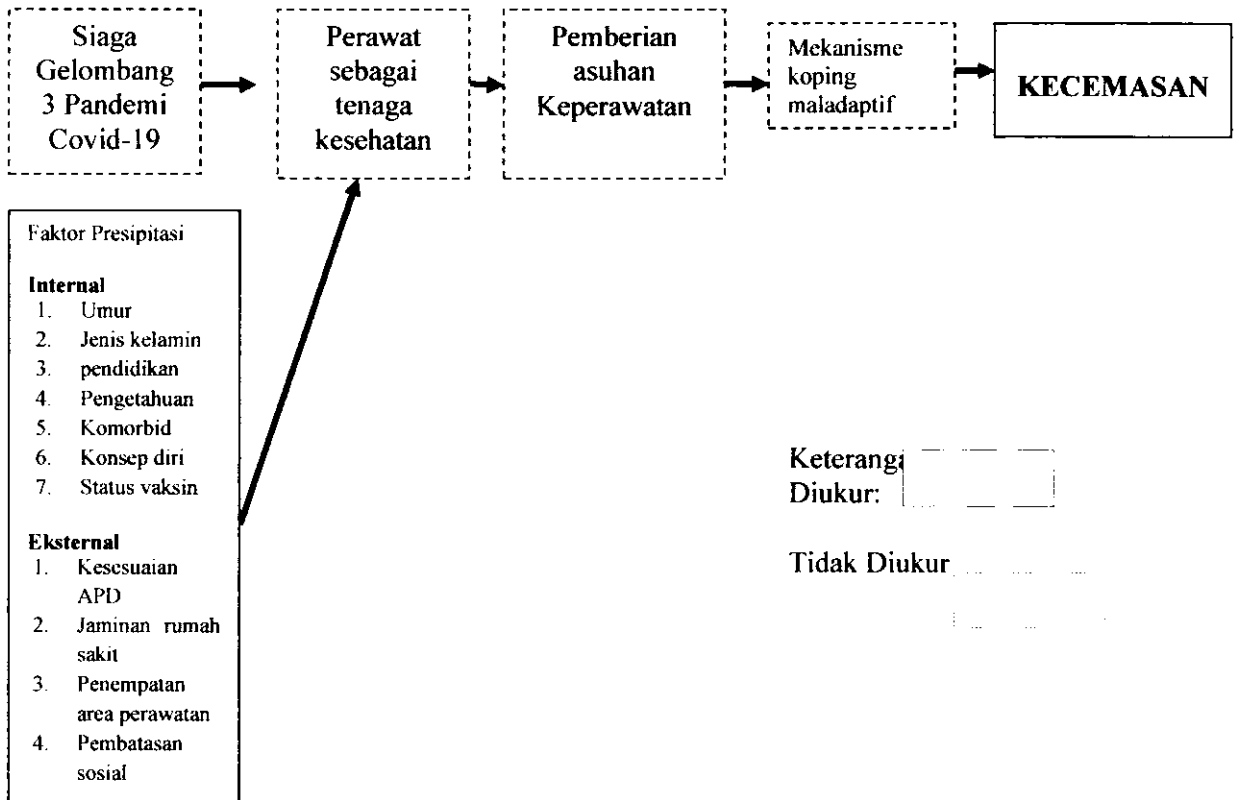 Siaga
Gelombang
3 Pandemi
Covid-19
Perawat
sebagai
tenaga
kesehatan
Pemberian
asuhan
Keperawatan
Mekanisme
koping
maladaptif
KECEMASAN
Faktor Presipitasi
Internal
1. Umur
2. Jenis kelamin
3. pendidikan
4. Pengetahuan
5. Komorbid
6. Konsep diri
7. Status vaksin
Eksternal
1. Kesesuaian
APD
2. Jaminan rumah
sakit
3. Penempatan
area perawatan
4. Pembatasan
sosial
Keteranga
Diukur:
Tidak Diukur